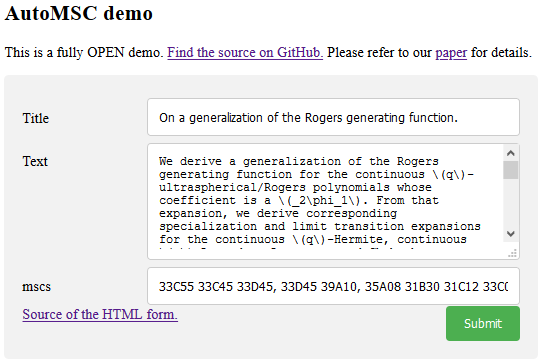 AutoMSC demo
This is a fully OPEN demo. Find the source on GitHub. Please refer to our paper for details.
Title
On a generalization of the Rogers generating function.
Text
We derive a generalization of the Rogers
generating function for the continuous \(q\)-
ultraspherical/Rogers polynomials whose
coefficient is a \(_2\phi_1\). From that
expansion, we derive corresponding
specialization and limit transition expansions
for the continuous \(q\)-Hermite, continuous
mscs
33C55 33C45 33D45, 33D45 39A10, 35A08 31B30 31C12 33C0
Source of the HTML form.
Submit